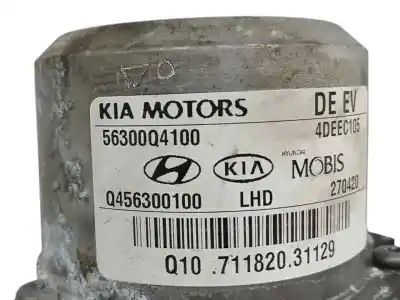 KIA MOTORS DE EV
56300Q4100 4DEEC105
HYUNDAI
KIA MOBIS
Q456300100 LHD 270420
Q10 .711820.31129